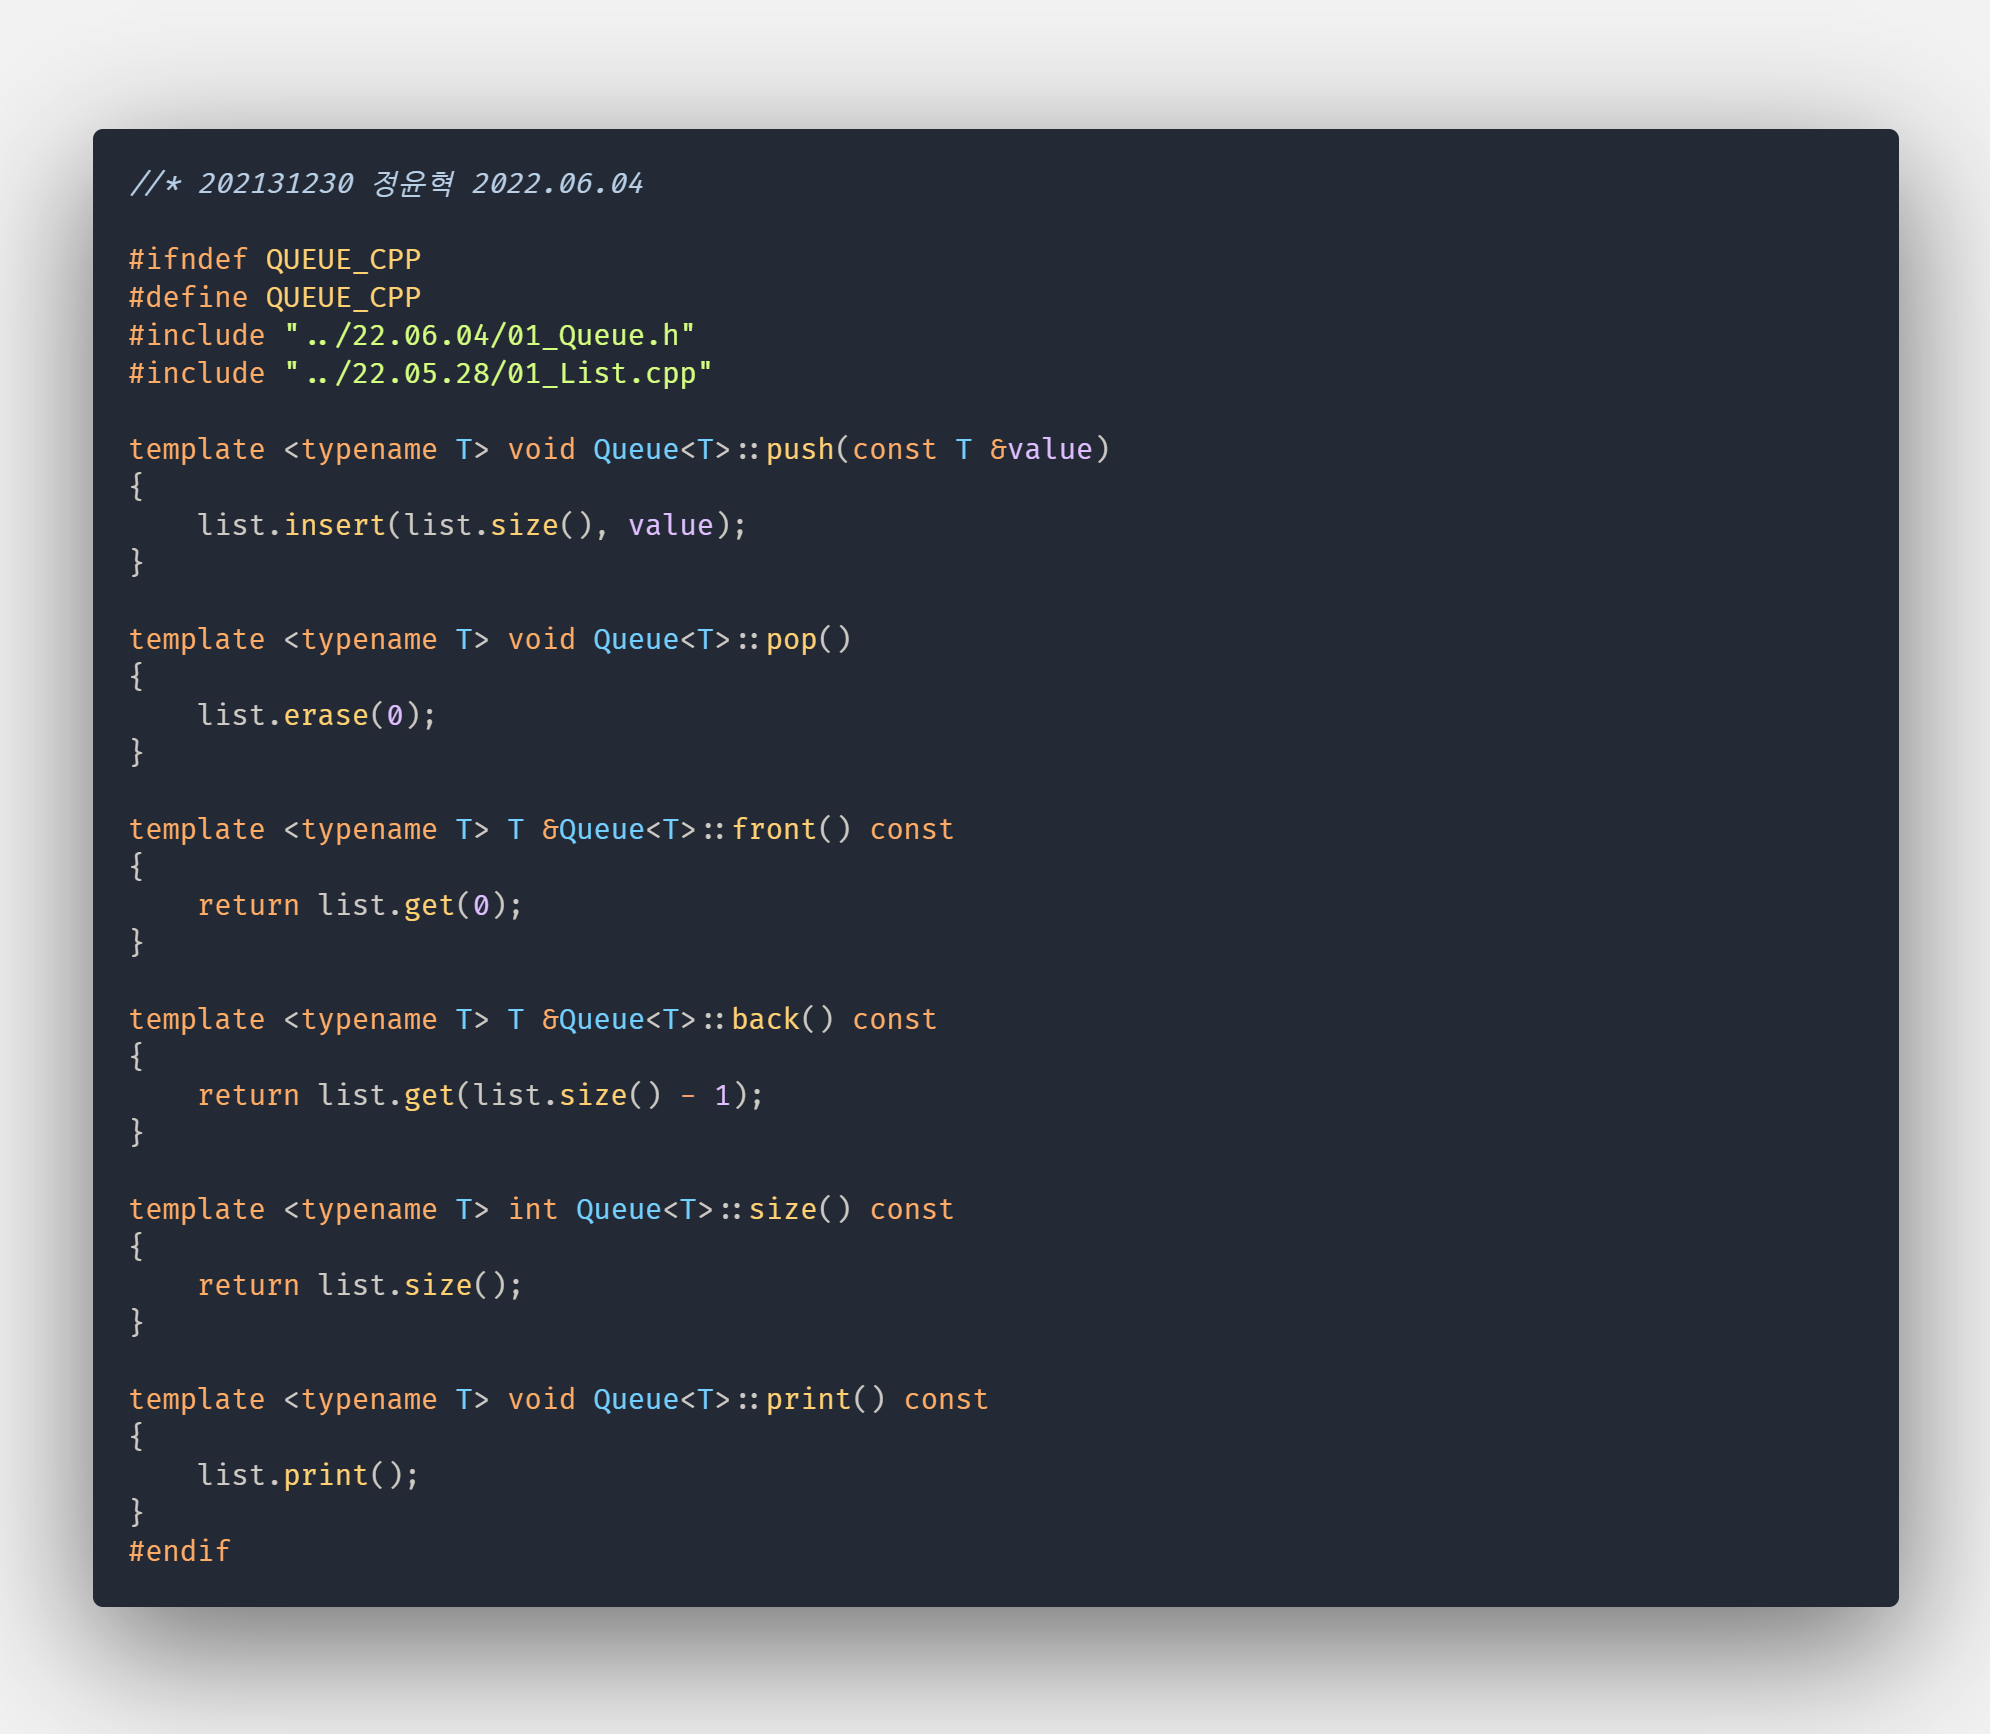 //* 202131230 정윤혁 2022.06.04

#ifndef QUEUE_CPP
#define QUEUE_CPP
#include "../22.06.04/01_Queue.h"
#include "../22.05.28/01_List.cpp"

template <typename T> void Queue<T>::push(const T &value)
{
    list.insert(list.size(), value);
}

template <typename T> void Queue<T>::pop()
{
    list.erase(0);
}

template <typename T> T &Queue<T>::front() const
{
    return list.get(0);
}

template <typename T> T &Queue<T>::back() const
{
    return list.get(list.size() - 1);
}

template <typename T> int Queue<T>::size() const
{
    return list.size();
}

template <typename T> void Queue<T>::print() const
{
    list.print();
}
#endif